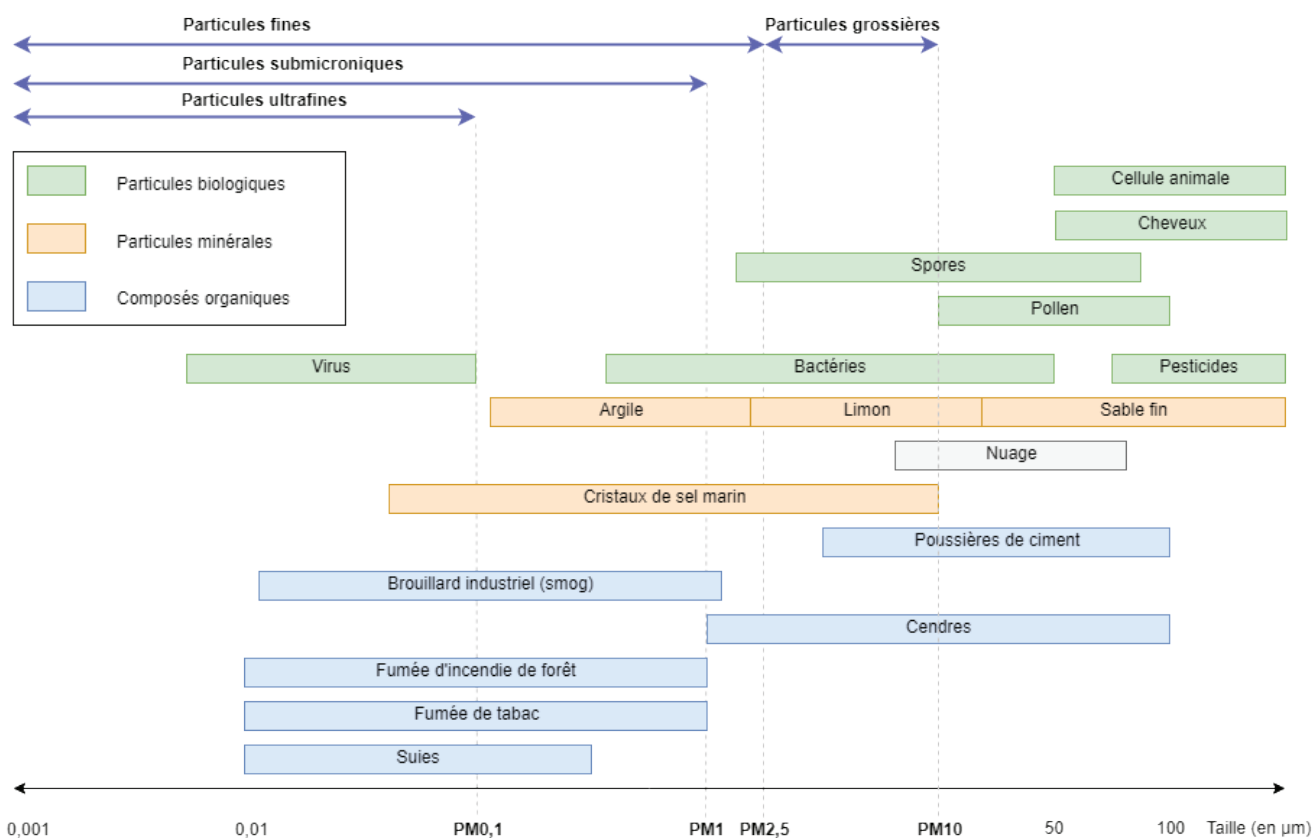 Particules fines
Particules grossières
Particules submicroniques
Particules ultrafines
Particules biologiques
Particules minérales
Composés organiques
Cellule animale
Cheveux
Spores
Pollen
Virus
Bactéries
Pesticides
Argile
Limon
Sable fin
Nuage
Cristaux de sel marin
Poussières de ciment
Brouillard industriel (smog)
Cendres
Fumée d'incendie de forêt
Fumée de tabac
Suies
0,001
0,01
PM0,1
PM1
PM2,5
PM10
50
100
Taille (en µm)